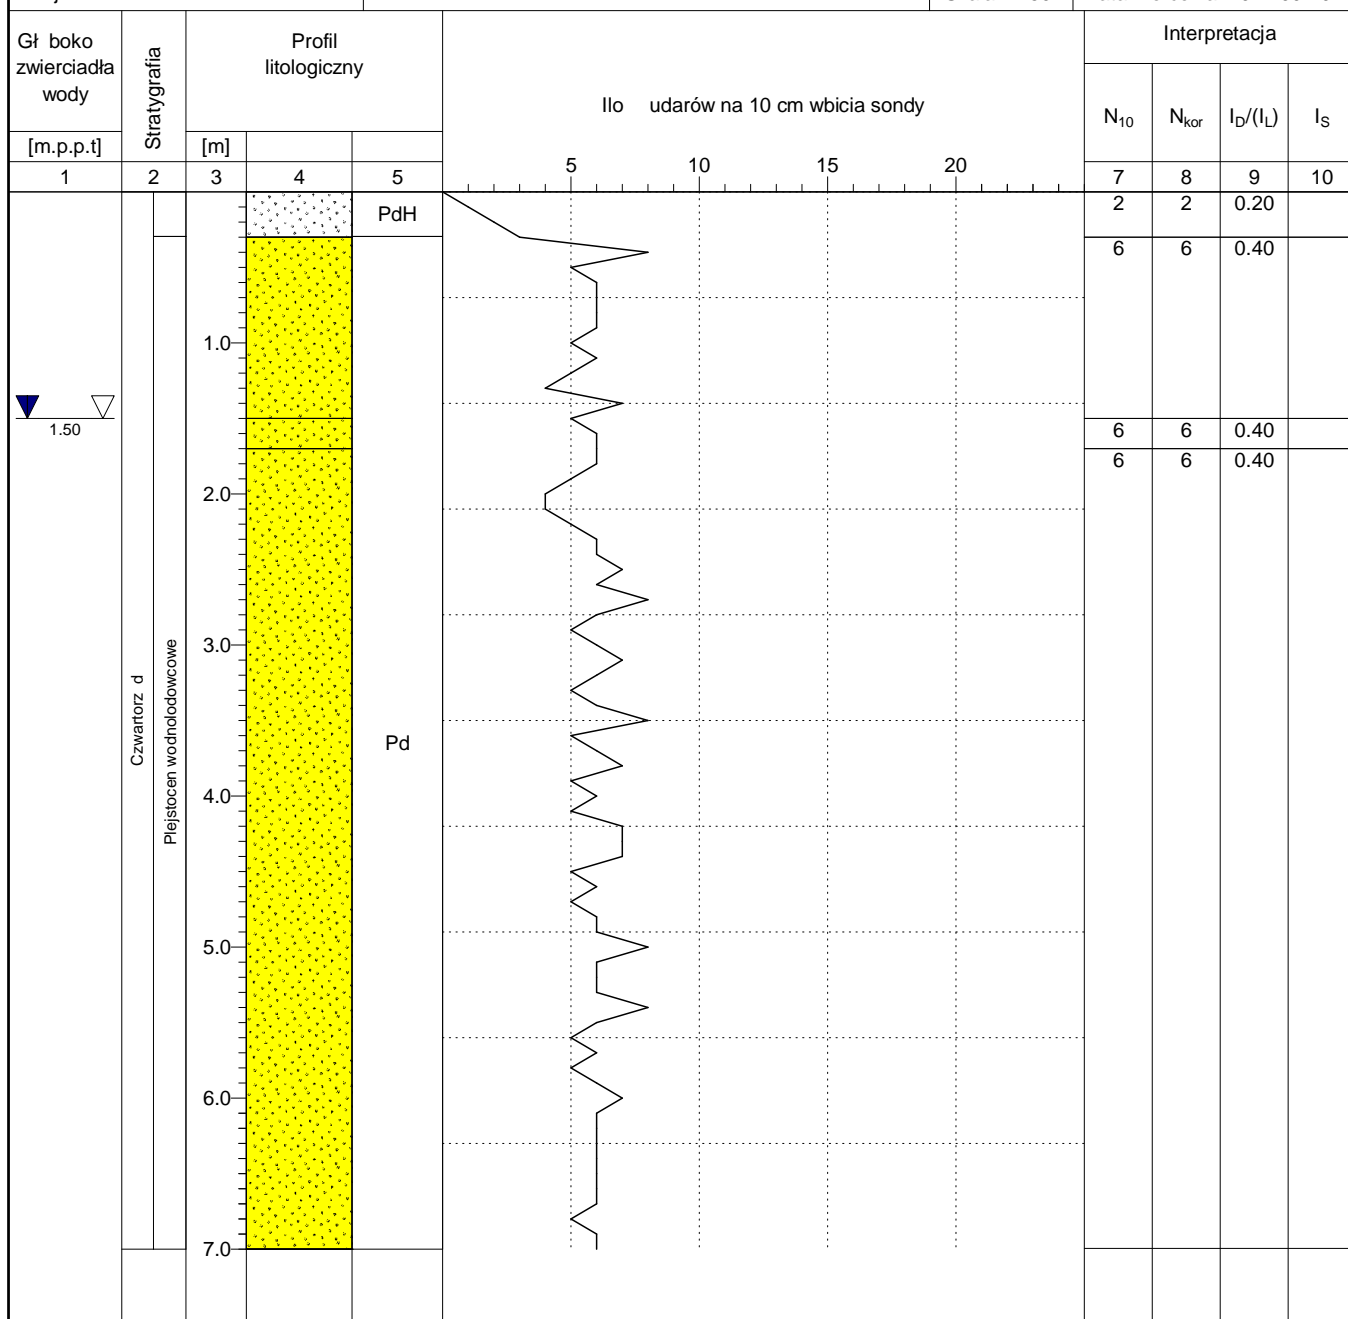 Gł boko
zwierciadła
wody
[m.p.p.t]
Stratygrafia
Profil
litologiczny
[m]
Ilo udarów na 10 cm wbicia sondy
Interpretacja
N10
Nkor
ID/(IL)
IS
5 10 15 20
1 2 3 4 5 7 8 9 10
PdH
2 2 0.20
6 6 0.40
1.0
1.50
6 6 0.40
6 6 0.40
2.0
3.0
Czwartorz d
Plejstocen wodnolodowcowe
Pd
4.0
5.0
6.0
7.0